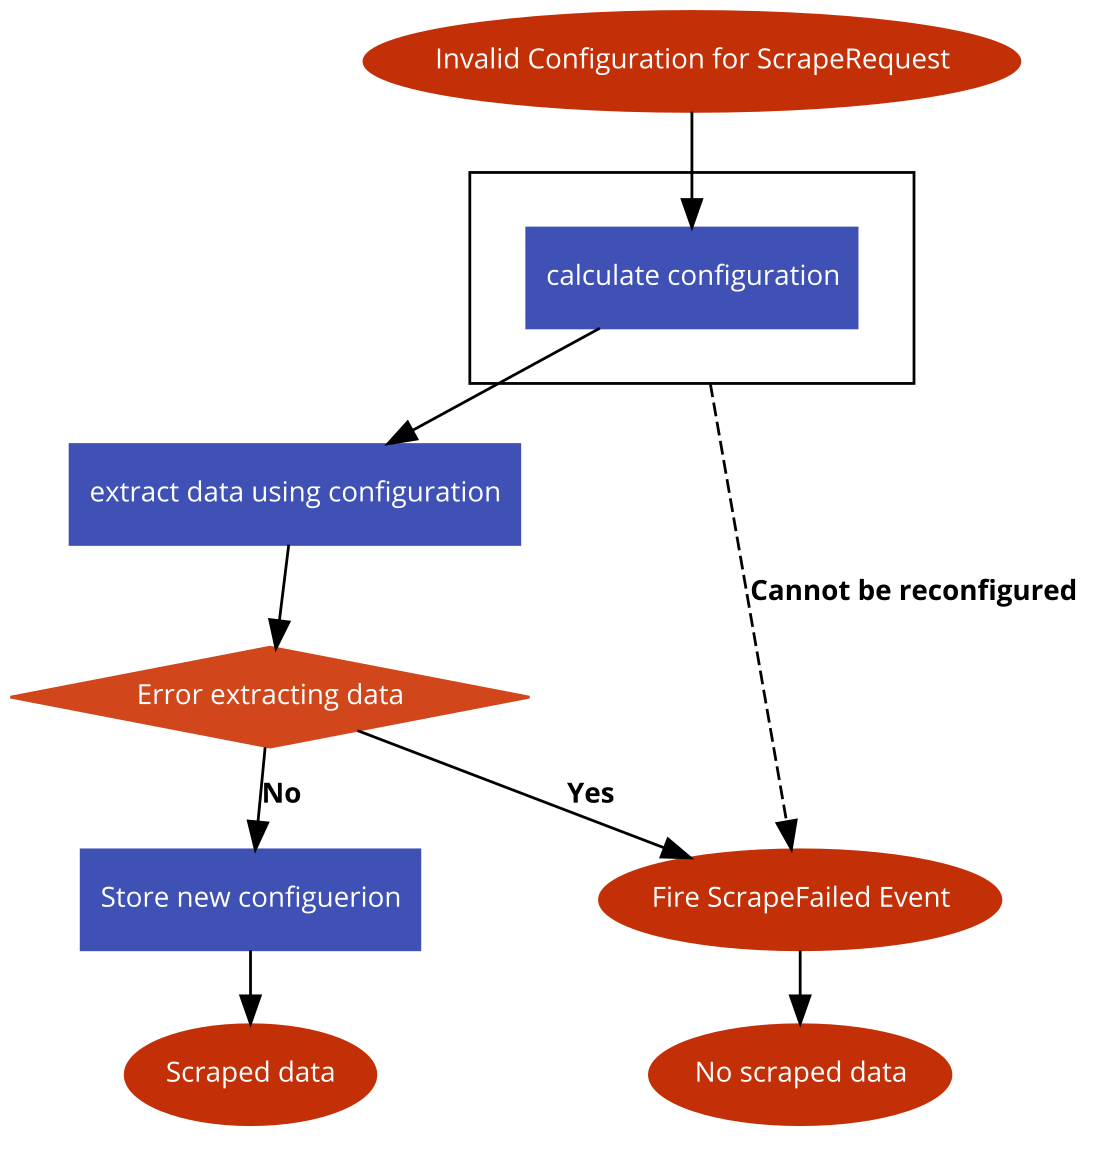 Invalid Configuration for ScrapeRequest
calculate configuration
extract data using configuration
Cannot be reconfigured
Error extracting data
No
Yes
Store new configuerion
Fire ScrapeFailed Event
Scraped data
No scraped data